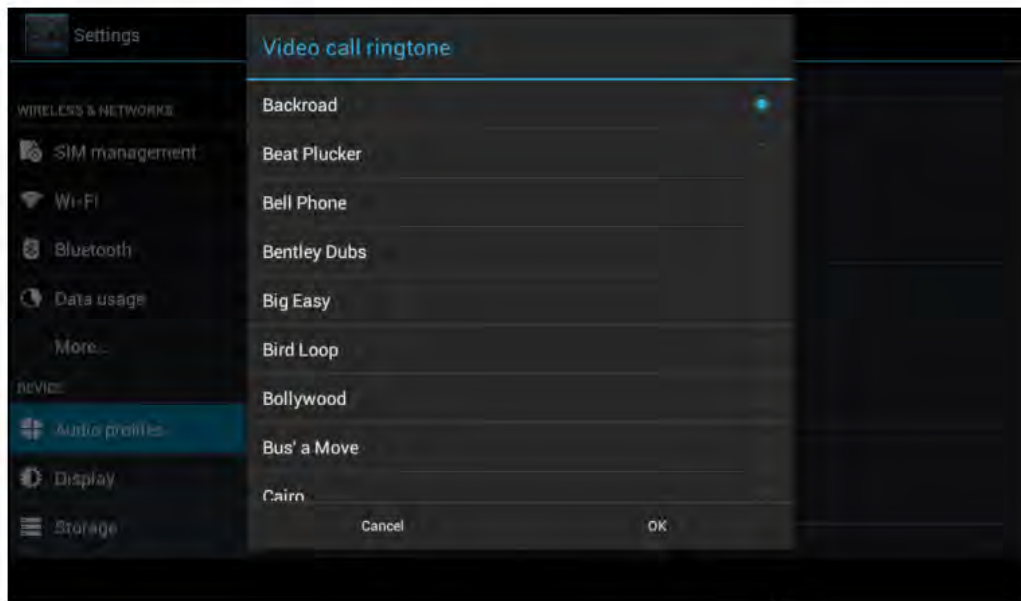 Settings
Video call ringtone
WIRELESS & NETWORKS
SIM management
Wi-Fi
Bluetooth
Data usage
More...
DEVICE
Audio profiles
Display
Storage
Backroad
Beat Plucker
Bell Phone
Bentley Dubs
Big Easy
Bird Loop
Bollywood
Bus' a Move
Cairo
Cancel
OK